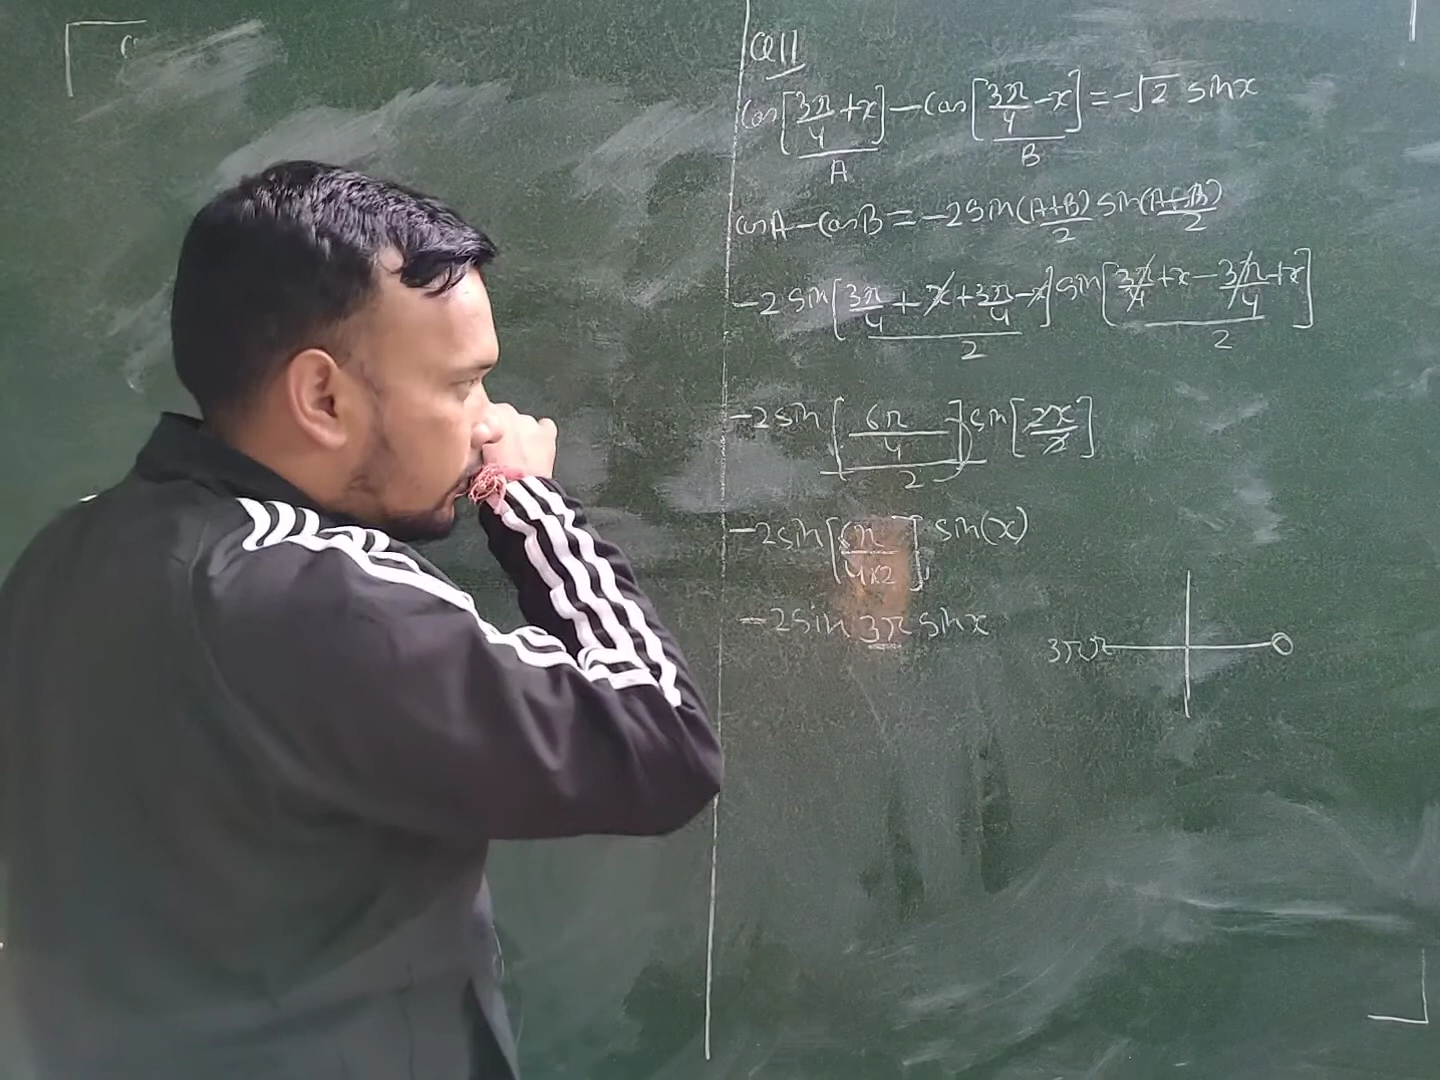 Q11
Cos[3π/4 + x] - Cos[3π/4 - x] = -√2 sin x
A B
cosA - CosB = -2 sin (A+B)/2 sin (A-B)/2
-2 sin [3π/4 + x + 3π/4 - x]/2 sin [3π/4 + x - 3π/4 + x]/2
-2 sin [6π/4]/2 sin [2x/2]
-2 sin [6π/4×2] sin(x)
-2 sin 3π sin x